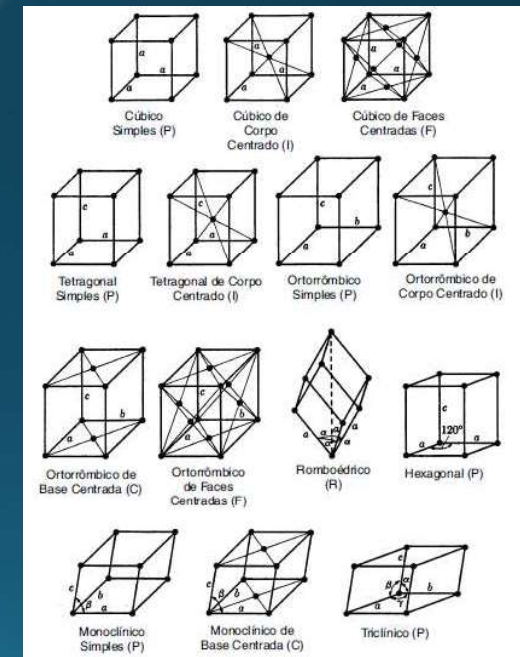 a
a
a
Cúbico
Simples (P)
a
a
a
Cúbico de
Corpo
Centrado (I)
a
a
a
Cúbico de Faces
Centradas (F)
c
a
a
Tetragonal
Simples (P)
c
a
a
Tetragonal de Corpo
Centrado (I)
c
b
a
Ortorrômbico
Simples (P)
c
b
a
Ortorrômbico de
Corpo Centrado (I)
c
b
a
Ortorrômbico de
Base Centrada (C)
c
b
a
Ortorrômbico
de Faces
Centradas (F)
a
α
α
α
a
a
Romboédrico
(R)
c
120°
a
a
Hexagonal (P)
c
β
b
a
Monoclínico
Simples (P)
c
β
b
a
Monoclínico de
Base Centrada (C)
c
β
α
b
a
γ
Triclínico (P)